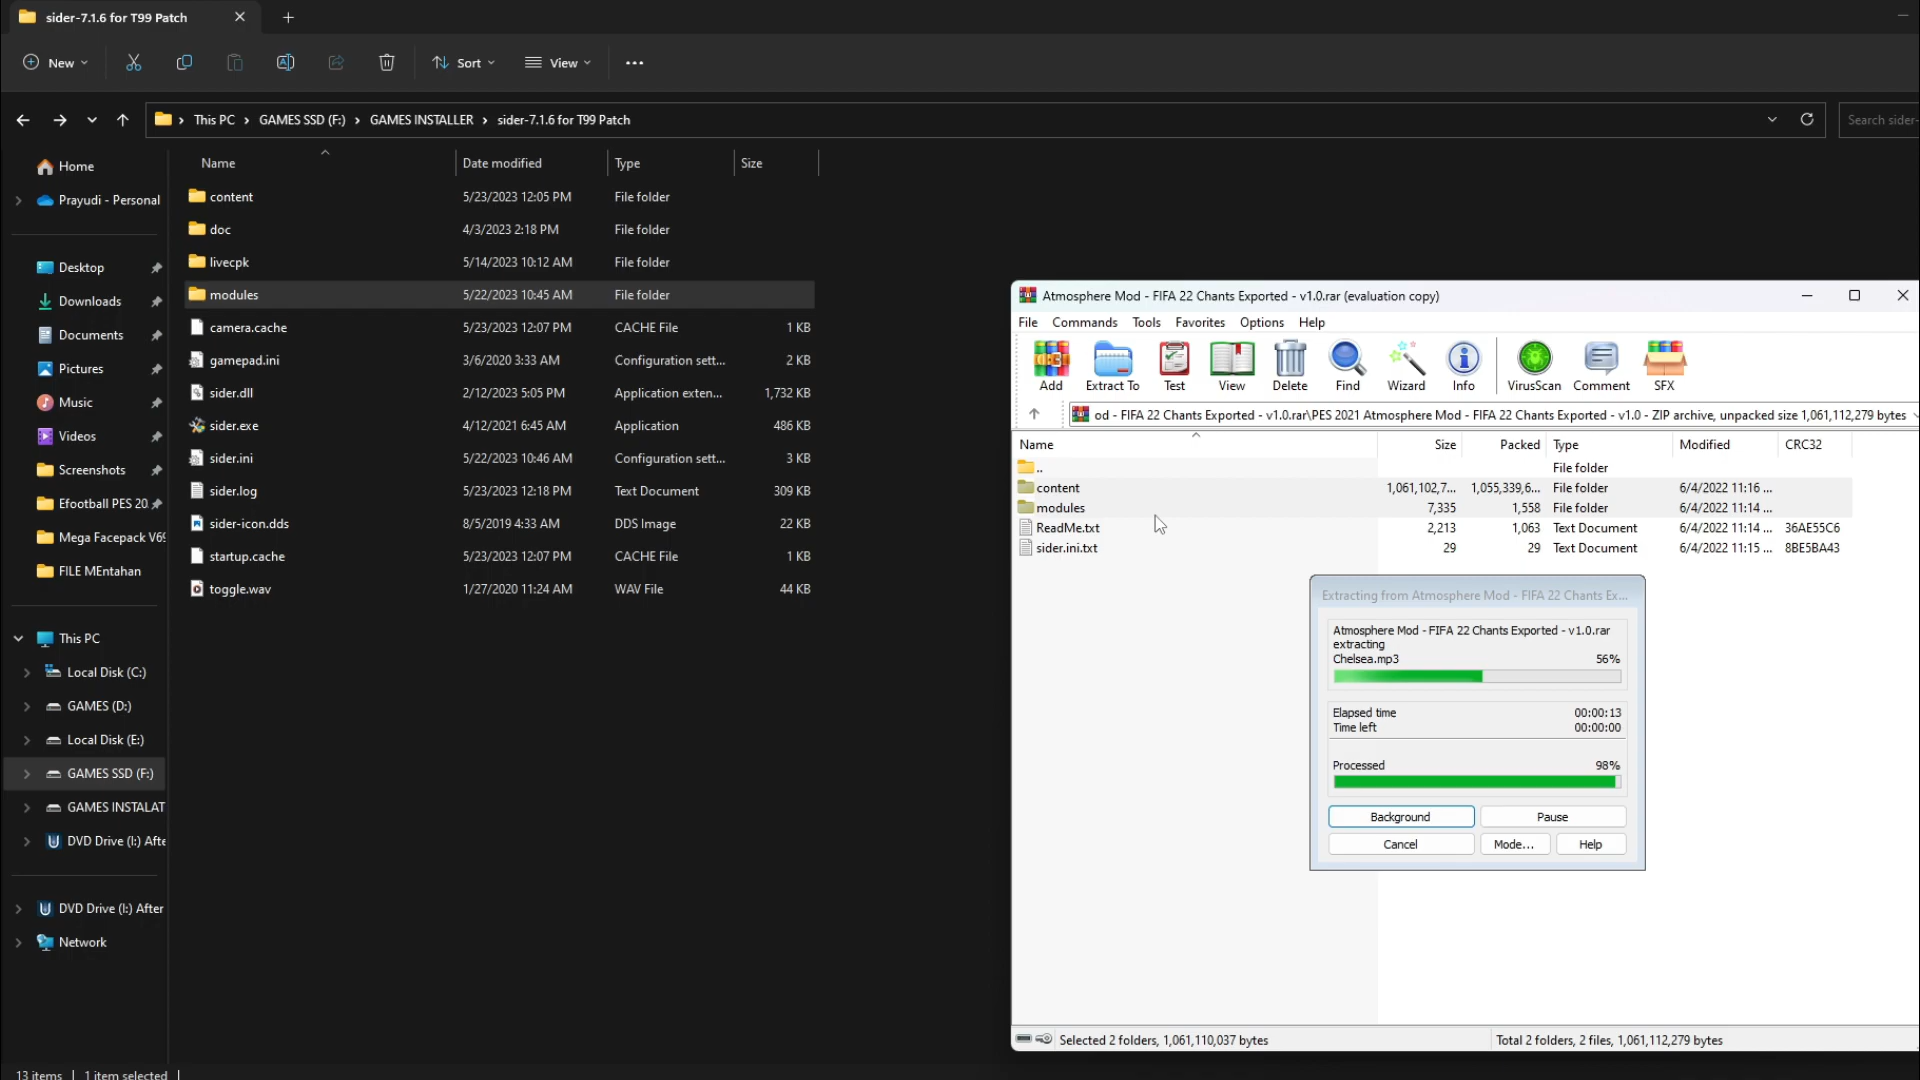 sider-7.1.6 for T99 Patch
New
Sort
View
This PC > GAMES SSD (F:) > GAMES INSTALLER > sider-7.1.6 for T99 Patch
Search sider-
Name Date modified Type Size
content 5/23/2023 12:05 PM File folder
doc 4/3/2023 2:18 PM File folder
livecpk 5/14/2023 10:12 AM File folder
modules 5/22/2023 10:45 AM File folder
camera.cache 5/23/2023 12:07 PM CACHE File 1 KB
gamepad.ini 3/6/2020 3:33 AM Configuration sett... 2 KB
sider.dll 2/12/2023 5:05 PM Application exten... 1,732 KB
sider.exe 4/12/2021 6:45 AM Application 486 KB
sider.ini 5/22/2023 10:46 AM Configuration sett... 3 KB
sider.log 5/23/2023 12:18 PM Text Document 309 KB
sider-icon.dds 8/5/2019 4:33 AM DDS Image 22 KB
startup.cache 5/23/2023 12:07 PM CACHE File 1 KB
toggle.wav 1/27/2020 11:24 AM WAV File 44 KB
Home
Prayudi - Personal
Desktop
Downloads
Documents
Pictures
Music
Videos
Screenshots
Efootball PES 20
Mega Facepack V69
FILE MEntahan
This PC
Local Disk (C:)
GAMES (D:)
Local Disk (E:)
GAMES SSD (F:)
GAMES INSTALAT
DVD Drive (I:) Afte
DVD Drive (I:) After
Network
13 items | 1 item selected |
Atmosphere Mod - FIFA 22 Chants Exported - v1.0.rar (evaluation copy)
File Commands Tools Favorites Options Help
Add Extract To Test View Delete Find Wizard Info VirusScan Comment SFX
od - FIFA 22 Chants Exported - v1.0.rar\PES 2021 Atmosphere Mod - FIFA 22 Chants Exported - v1.0 - ZIP archive, unpacked size 1,061,112,279 bytes
Name Size Packed Type Modified CRC32
.. File folder
content 1,061,102,7... 1,055,339,6... File folder 6/4/2022 11:16 ...
modules 7,335 1,558 File folder 6/4/2022 11:14 ...
ReadMe.txt 2,213 1,063 Text Document 6/4/2022 11:14 ... 36AE55C6
sider.ini.txt 29 29 Text Document 6/4/2022 11:15 ... 8BE5BA43
Extracting from Atmosphere Mod - FIFA 22 Chants Ex...
Atmosphere Mod - FIFA 22 Chants Exported - v1.0.rar
extracting
Chelsea.mp3 56%
Elapsed time 00:00:13
Time left 00:00:00
Processed 98%
Background Pause
Cancel Mode... Help
Selected 2 folders, 1,061,110,037 bytes
Total 2 folders, 2 files, 1,061,112,279 bytes